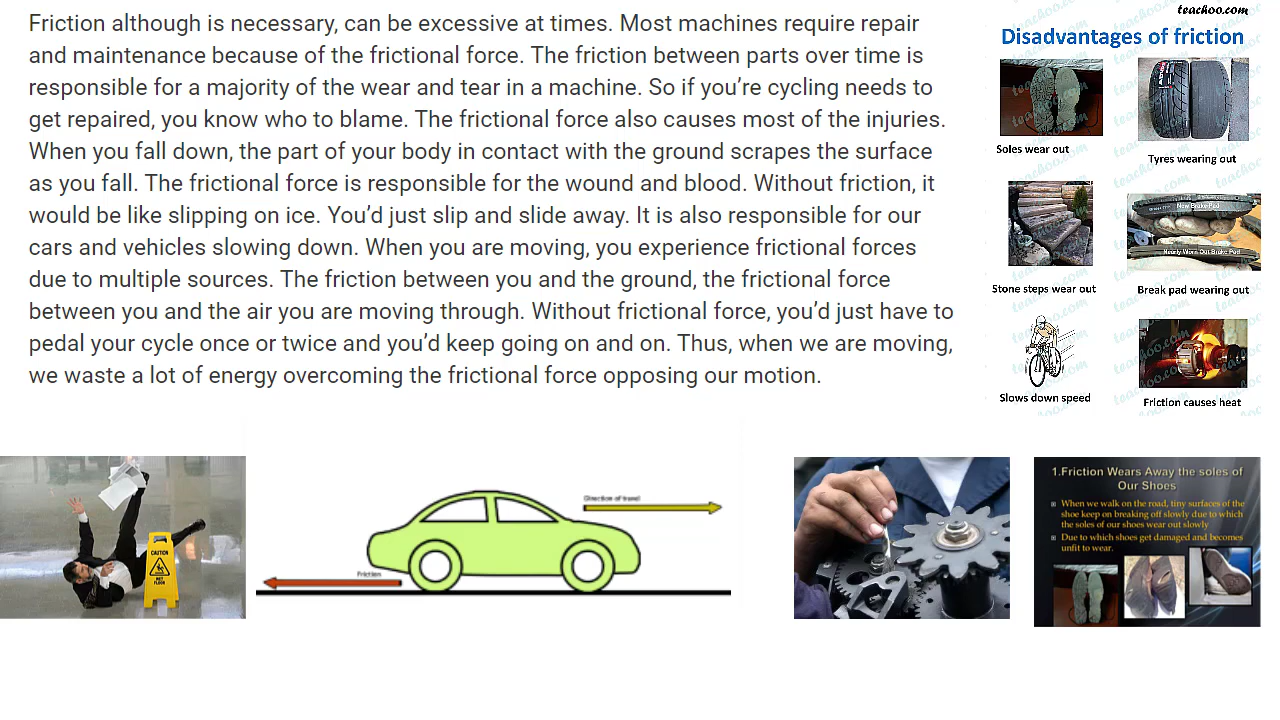 Friction although is necessary, can be excessive at times. Most machines require repair
and maintenance because of the frictional force. The friction between parts over time is
responsible for a majority of the wear and tear in a machine. So if you’re cycling needs to
get repaired, you know who to blame. The frictional force also causes most of the injuries.
When you fall down, the part of your body in contact with the ground scrapes the surface
as you fall. The frictional force is responsible for the wound and blood. Without friction, it
would be like slipping on ice. You’d just slip and slide away. It is also responsible for our
cars and vehicles slowing down. When you are moving, you experience frictional forces
due to multiple sources. The friction between you and the ground, the frictional force
between you and the air you are moving through. Without frictional force, you’d just have to
pedal your cycle once or twice and you’d keep going on and on. Thus, when we are moving,
we waste a lot of energy overcoming the frictional force opposing our motion.
teachoo.com
Disadvantages of friction
Soles wear out
Tyres wearing out
New Brake Pad
Nearly Worn Out Brake Pad
Stone steps wear out
Break pad wearing out
Slows down speed
Friction causes heat
CAUTION
WET
FLOOR
Direction of travel
Friction
1.Friction Wears Away the soles of
Our Shoes
When we walk on the road, tiny surfaces of the
shoe keep on breaking off slowly due to which
the soles of our shoes wear out slowly
Due to which shoes get damaged and becomes
unfit to wear.